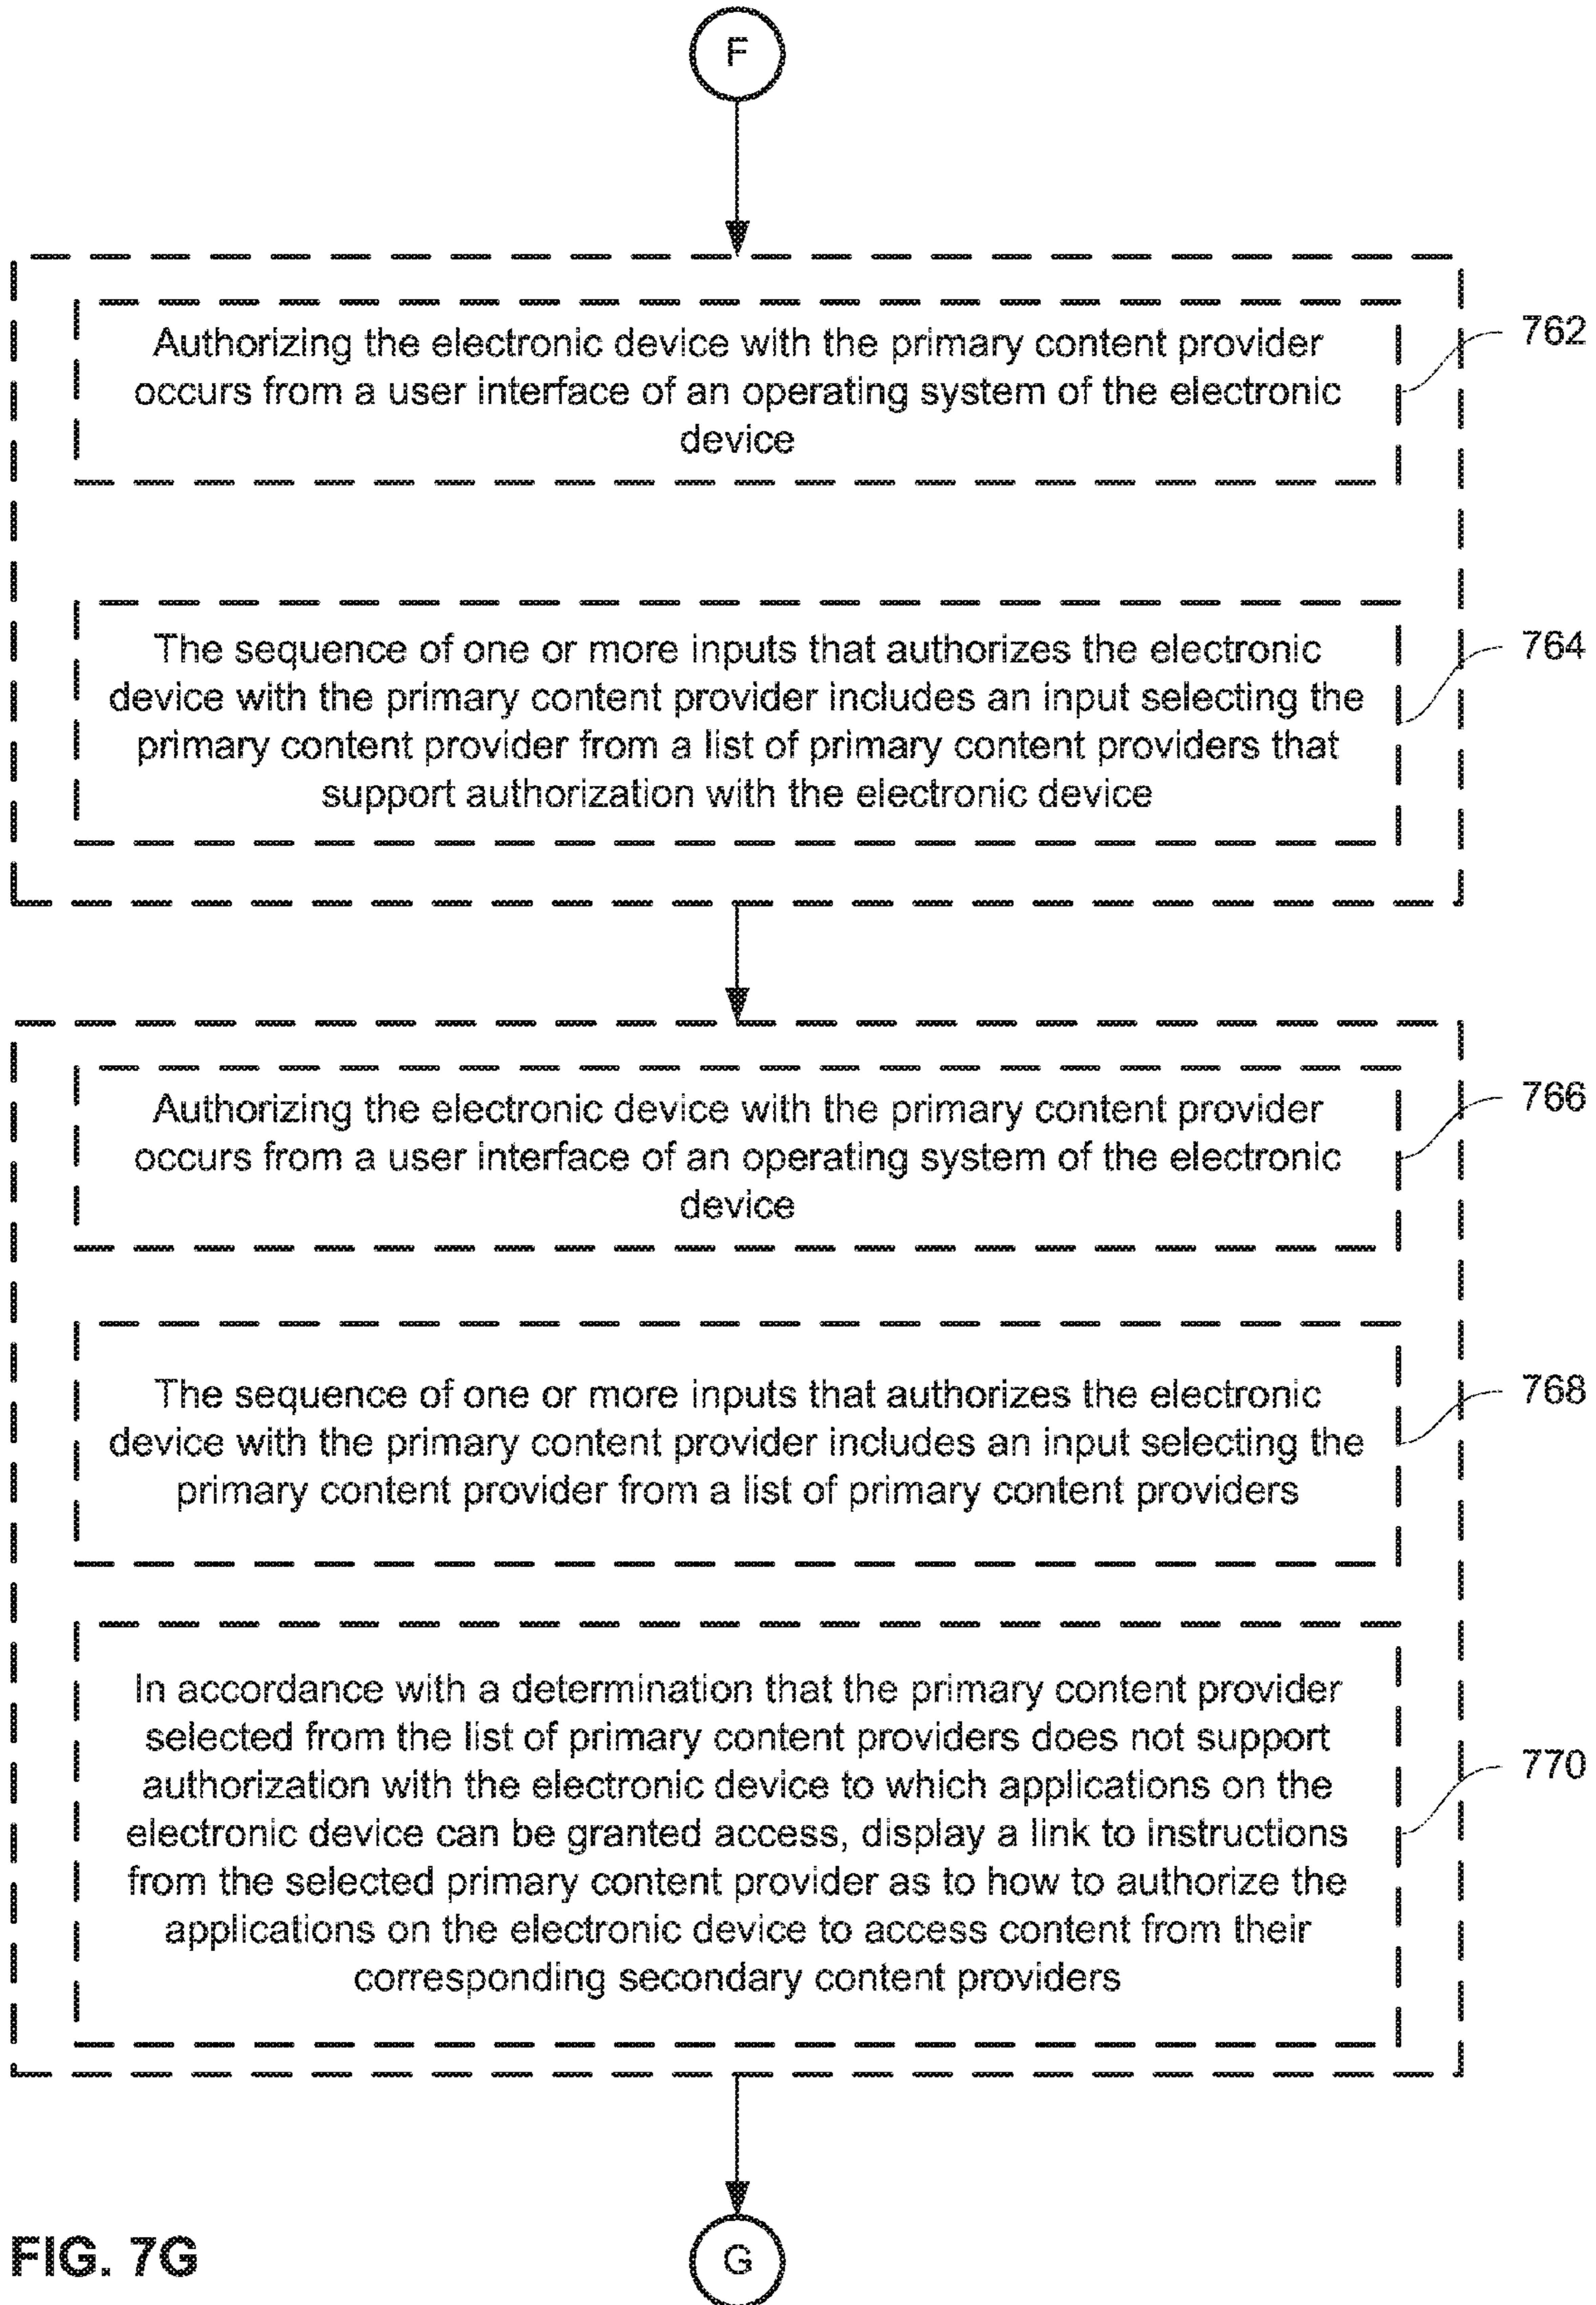 F
Authorizing the electronic device with the primary content provider
occurs from a user interface of an operating system of the electronic
device
762
The sequence of one or more inputs that authorizes the electronic
device with the primary content provider includes an input selecting the
primary content provider from a list of primary content providers that
support authorization with the electronic device
764
Authorizing the electronic device with the primary content provider
occurs from a user interface of an operating system of the electronic
device
766
The sequence of one or more inputs that authorizes the electronic
device with the primary content provider includes an input selecting the
primary content provider from a list of primary content providers
768
In accordance with a determination that the primary content provider
selected from the list of primary content providers does not support
authorization with the electronic device to which applications on the
electronic device can be granted access, display a link to instructions
from the selected primary content provider as to how to authorize the
applications on the electronic device to access content from their
corresponding secondary content providers
770
FIG. 7G
G